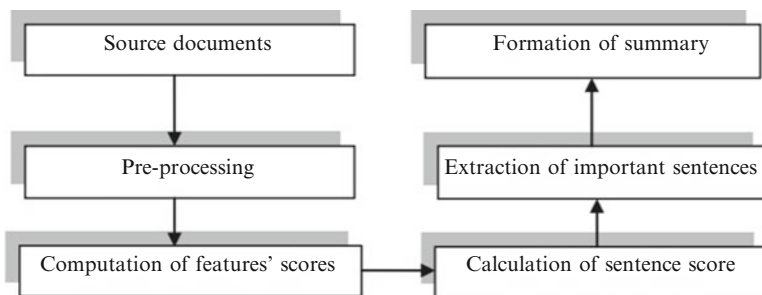 Source documents
Pre-processing
Computation of features’ scores
Calculation of sentence score
Extraction of important sentences
Formation of summary